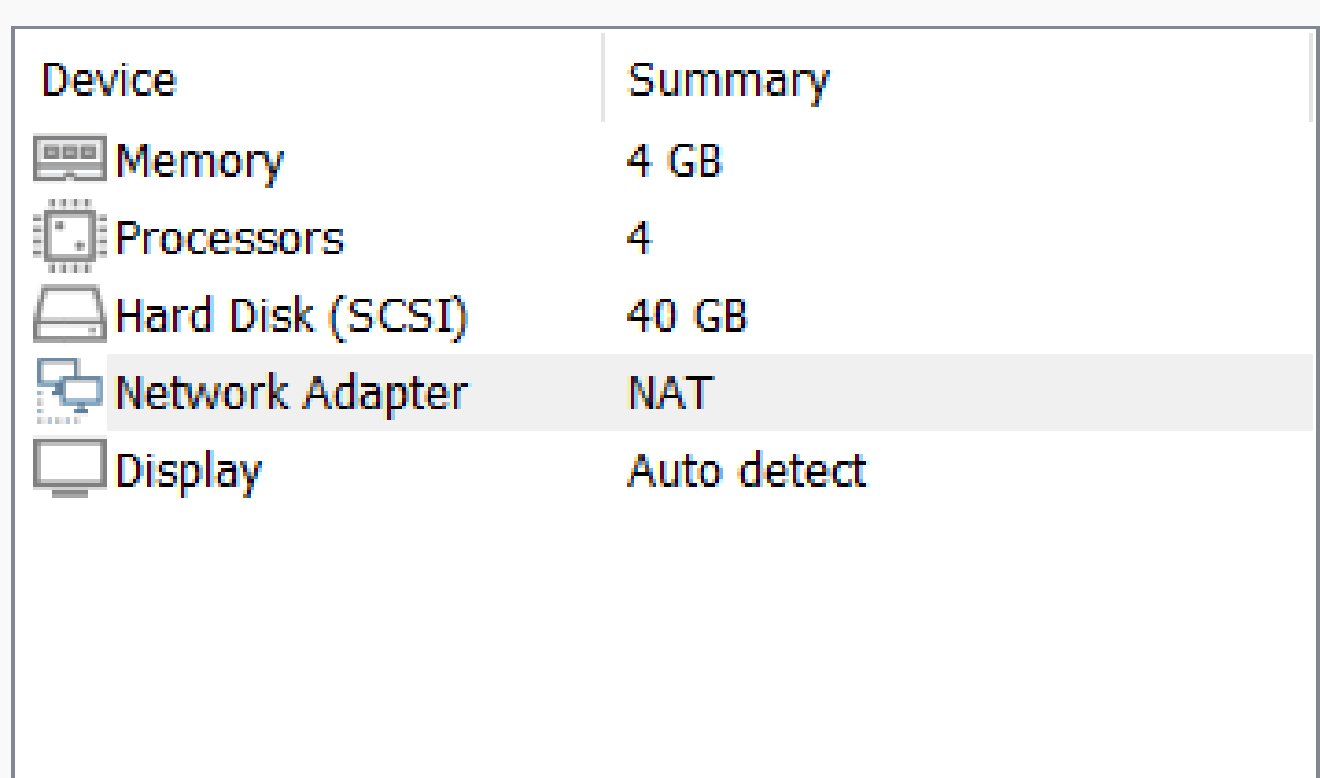 Device Summary
Memory 4 GB
Processors 4
Hard Disk (SCSI) 40 GB
Network Adapter NAT
Display Auto detect